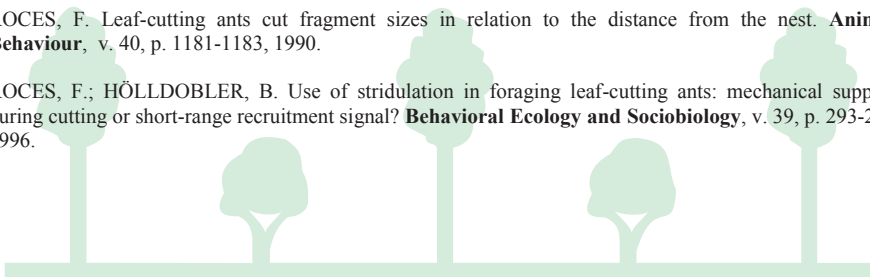 ROCES, F. Leaf-cutting ants cut fragment sizes in relation to the distance from the nest. Anim
Behaviour, v. 40, p. 1181-1183, 1990.
ROCES, F.; HÖLLDOBLER, B. Use of stridulation in foraging leaf-cutting ants: mechanical supp
during cutting or short-range recruitment signal? Behavioral Ecology and Sociobiology, v. 39, p. 293-2
1996.